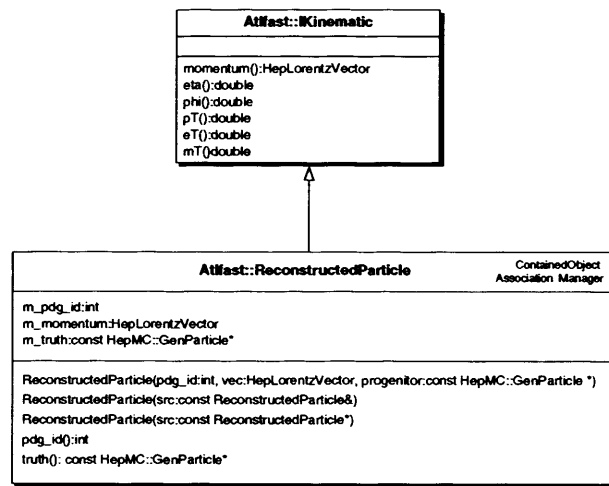 Atlfast::IKinematic
momentum():HepLorentzVector
eta():double
phi():double
pT():double
eT():double
mT()double
Atlfast::ReconstructedParticle
ContainedObject
Association Manager
m_pdg_id:int
m_momentum:HepLorentzVector
m_truth:const HepMC::GenParticle*
ReconstructedParticle(pdg_id:int, vec:HepLorentzVector, progenitor:const HepMC::GenParticle *)
ReconstructedParticle(src:const ReconstructedParticle&)
ReconstructedParticle(src:const ReconstructedParticle*)
pdg_id():int
truth(): const HepMC::GenParticle*